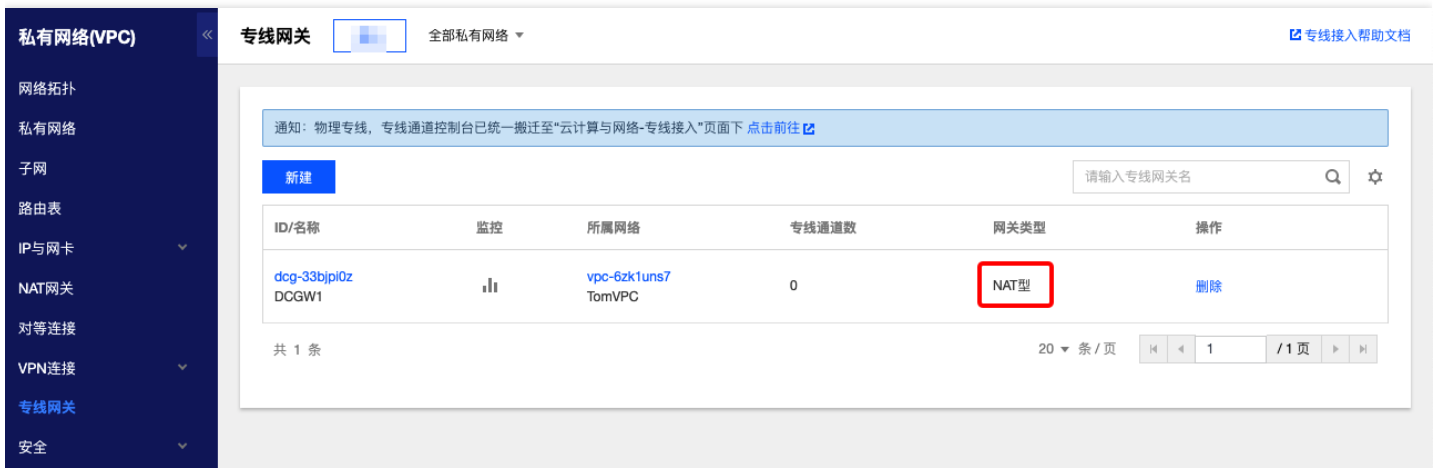 私有网络(VPC)
专线网关
全部私有网络
专线接入帮助文档
网络拓扑
私有网络
子网
路由表
IP与网卡
NAT网关
对等连接
VPN连接
专线网关
安全
通知：物理专线，专线通道控制台已统一搬迁至“云计算与网络-专线接入”页面下 点击前往
新建
请输入专线网关名
ID/名称 监控 所属网络 专线通道数 网关类型 操作
dcg-33bjpi0z vpc-6zk1uns7
DCGW1 TomVPC 0 NAT型 删除
共 1 条 20 条/页 1 /1页